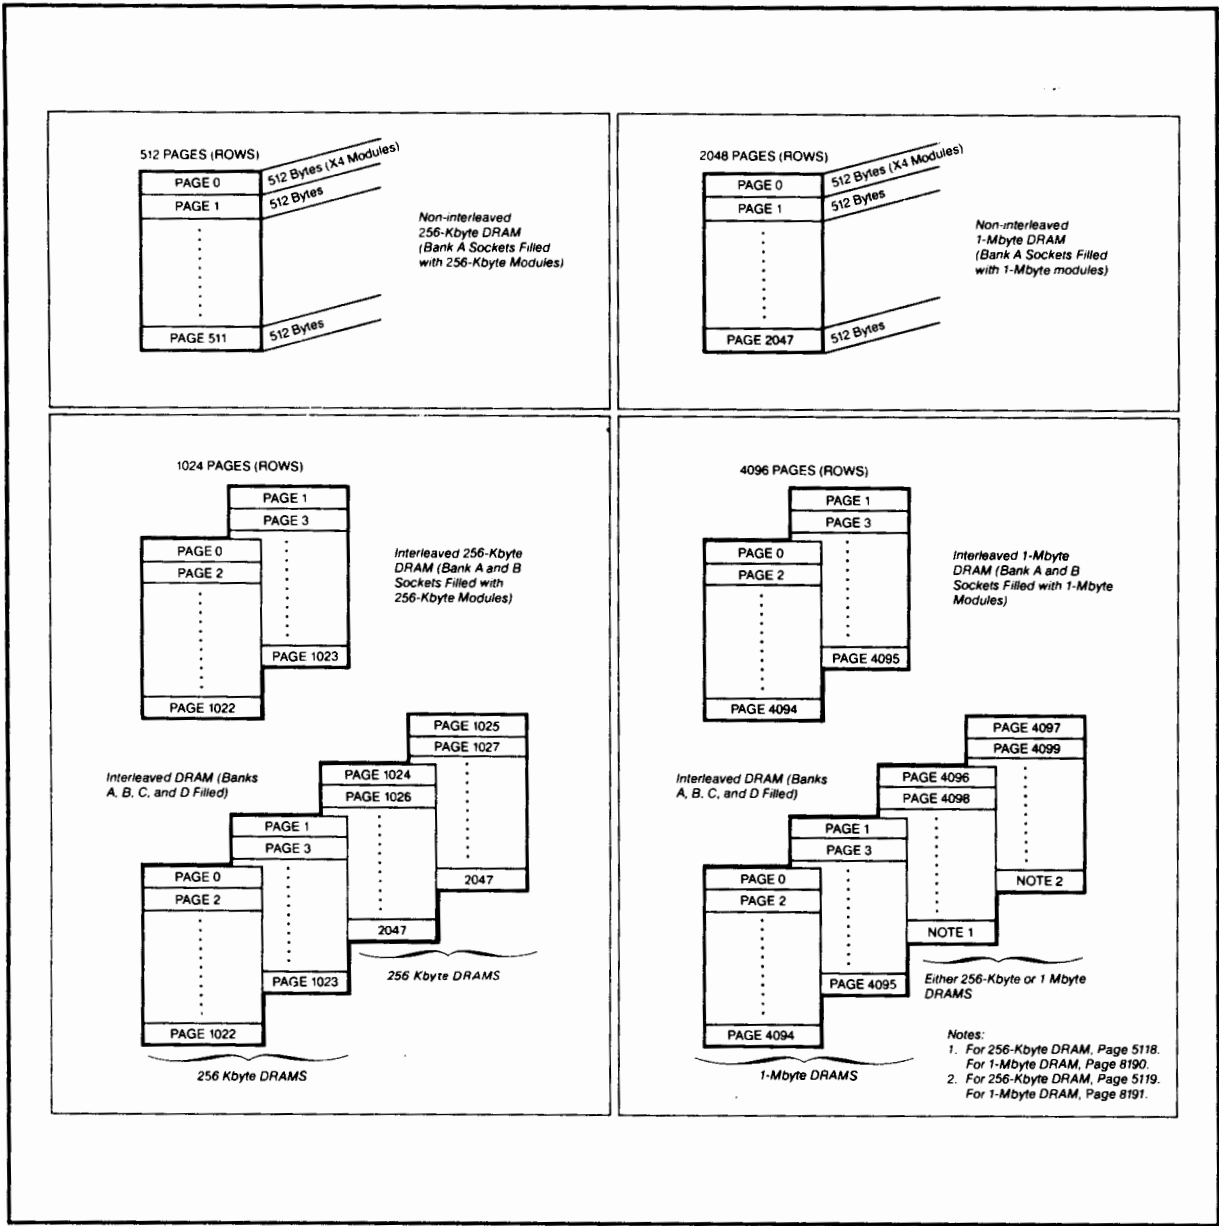 512 PAGES (ROWS)
PAGE 0
512 Bytes (X4 Modules)
PAGE 1
512 Bytes
Non-interleaved
256-Kbyte DRAM
(Bank A Sockets Filled
with 256-Kbyte Modules)
PAGE 511
512 Bytes
2048 PAGES (ROWS)
PAGE 0
512 Bytes (X4 Modules)
PAGE 1
512 Bytes
Non-interleaved
1-Mbyte DRAM
(Bank A Sockets Filled
with 1-Mbyte modules)
PAGE 2047
512 Bytes
1024 PAGES (ROWS)
PAGE 1
PAGE 3
PAGE 0
PAGE 2
PAGE 1023
PAGE 1022
Interleaved 256-Kbyte
DRAM (Bank A and B
Sockets Filled with
256-Kbyte Modules)
Interleaved DRAM (Banks
A, B, C, and D Filled)
PAGE 1025
PAGE 1027
PAGE 1024
PAGE 1026
PAGE 1
PAGE 3
PAGE 0
PAGE 2
2047
2047
256 Kbyte DRAMS
PAGE 1023
PAGE 1022
256 Kbyte DRAMS
4096 PAGES (ROWS)
PAGE 1
PAGE 3
PAGE 0
PAGE 2
PAGE 4095
PAGE 4094
Interleaved 1-Mbyte
DRAM (Bank A and B
Sockets Filled with 1-Mbyte
Modules)
Interleaved DRAM (Banks
A, B, C, and D Filled)
PAGE 4097
PAGE 4099
PAGE 4096
PAGE 4098
PAGE 1
PAGE 3
PAGE 0
PAGE 2
NOTE 2
NOTE 1
Either 256-Kbyte or 1 Mbyte
DRAMS
PAGE 4095
PAGE 4094
1-Mbyte DRAMS
Notes:
1. For 256-Kbyte DRAM, Page 5118.
For 1-Mbyte DRAM, Page 8190.
2. For 256-Kbyte DRAM, Page 5119.
For 1-Mbyte DRAM, Page 8191.